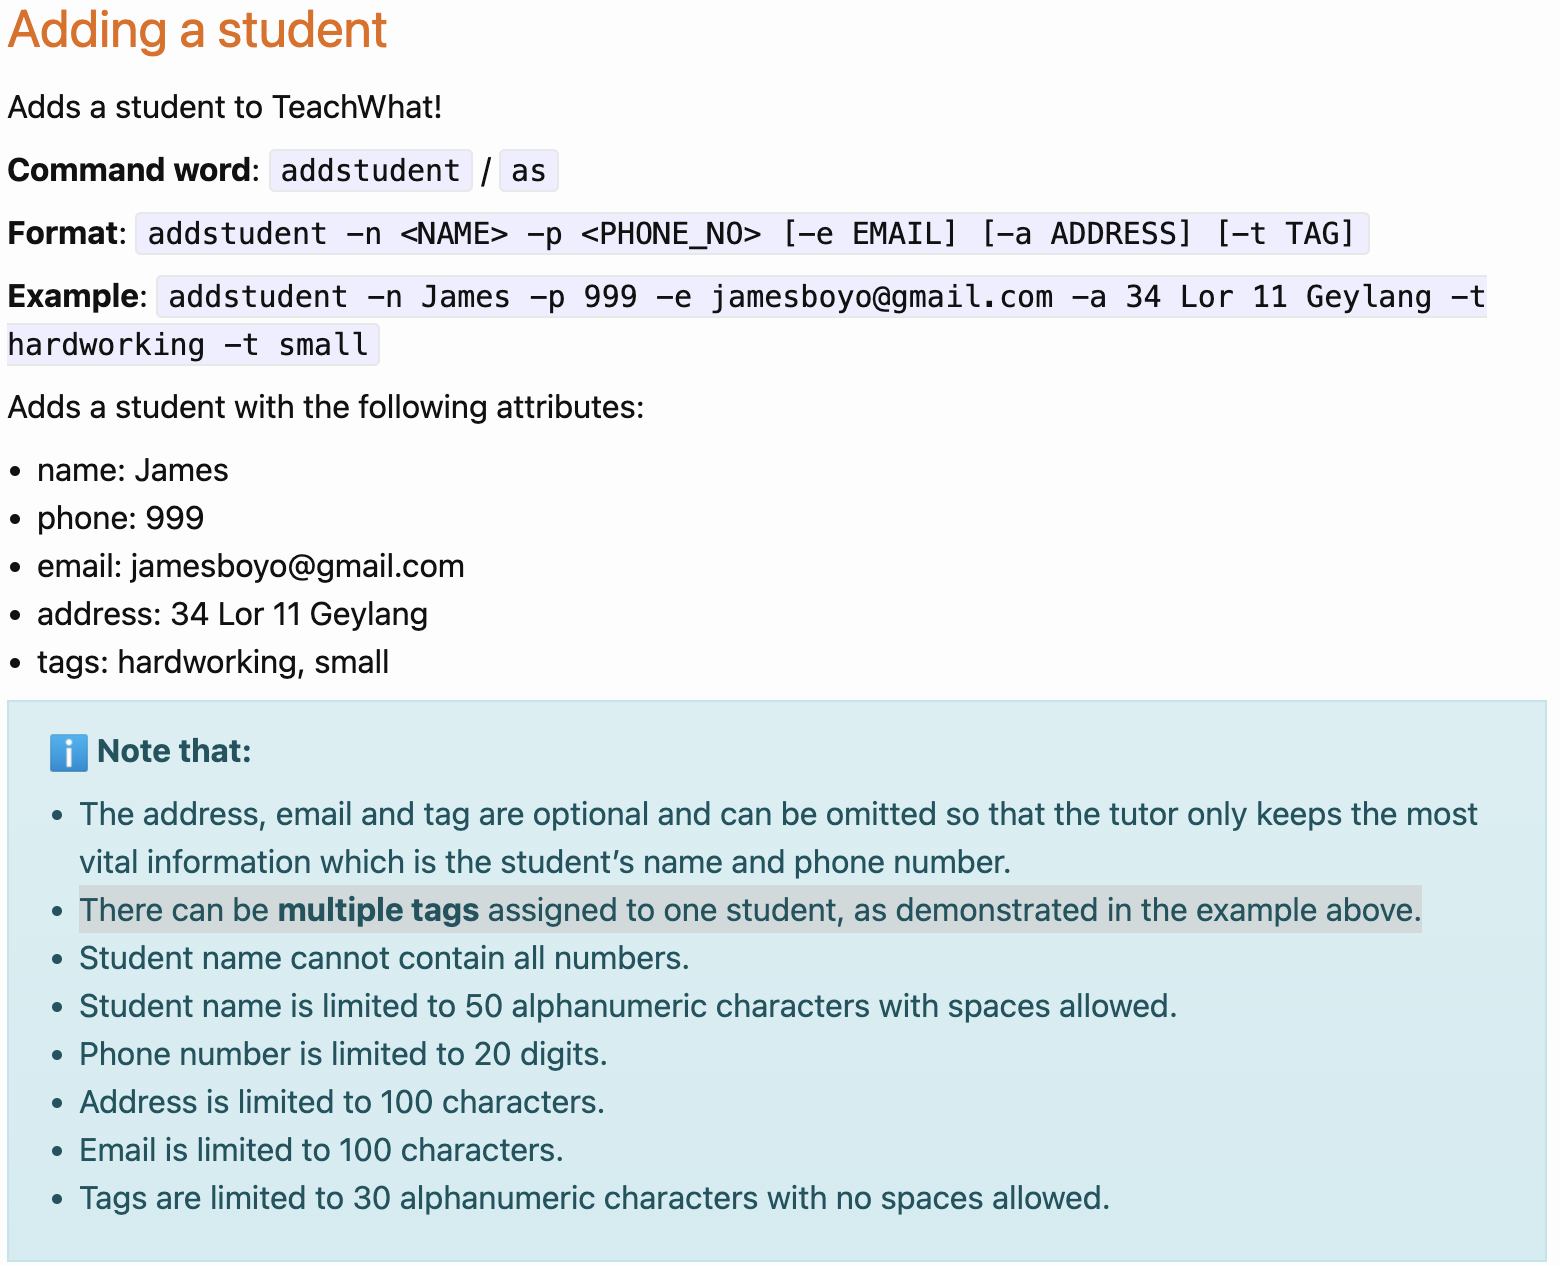 Adding a student
Adds a student to TeachWhat!
Command word: addstudent / as
Format: addstudent -n <NAME> -p <PHONE_NO> [-e EMAIL] [-a ADDRESS] [-t TAG]
Example: addstudent -n James -p 999 -e jamesboyo@gmail.com -a 34 Lor 11 Geylang -t
hardworking -t small
Adds a student with the following attributes:
• name: James
• phone: 999
• email: jamesboyo@gmail.com
• address: 34 Lor 11 Geylang
• tags: hardworking, small
ℹ️ Note that:
• The address, email and tag are optional and can be omitted so that the tutor only keeps the most
vital information which is the student’s name and phone number.
• There can be multiple tags assigned to one student, as demonstrated in the example above.
• Student name cannot contain all numbers.
• Student name is limited to 50 alphanumeric characters with spaces allowed.
• Phone number is limited to 20 digits.
• Address is limited to 100 characters.
• Email is limited to 100 characters.
• Tags are limited to 30 alphanumeric characters with no spaces allowed.